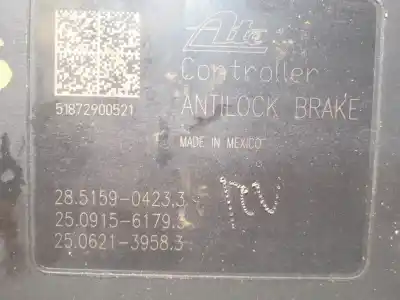 Ate
Controller
51872900521
ANTILOCK BRAKE
MADE IN MEXICO
28.5159-0423.3
25.0915-6179.3
25.0621-3958.3